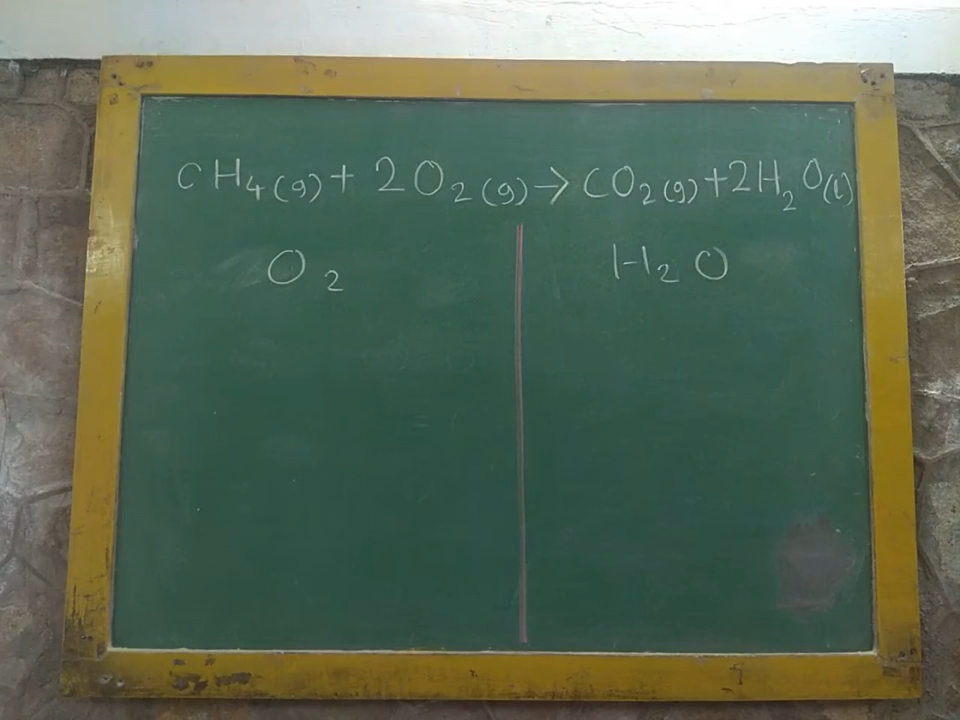 CH₄(g) + 2O₂(g) → CO₂(g) + 2H₂O(l)
O₂ H₂O